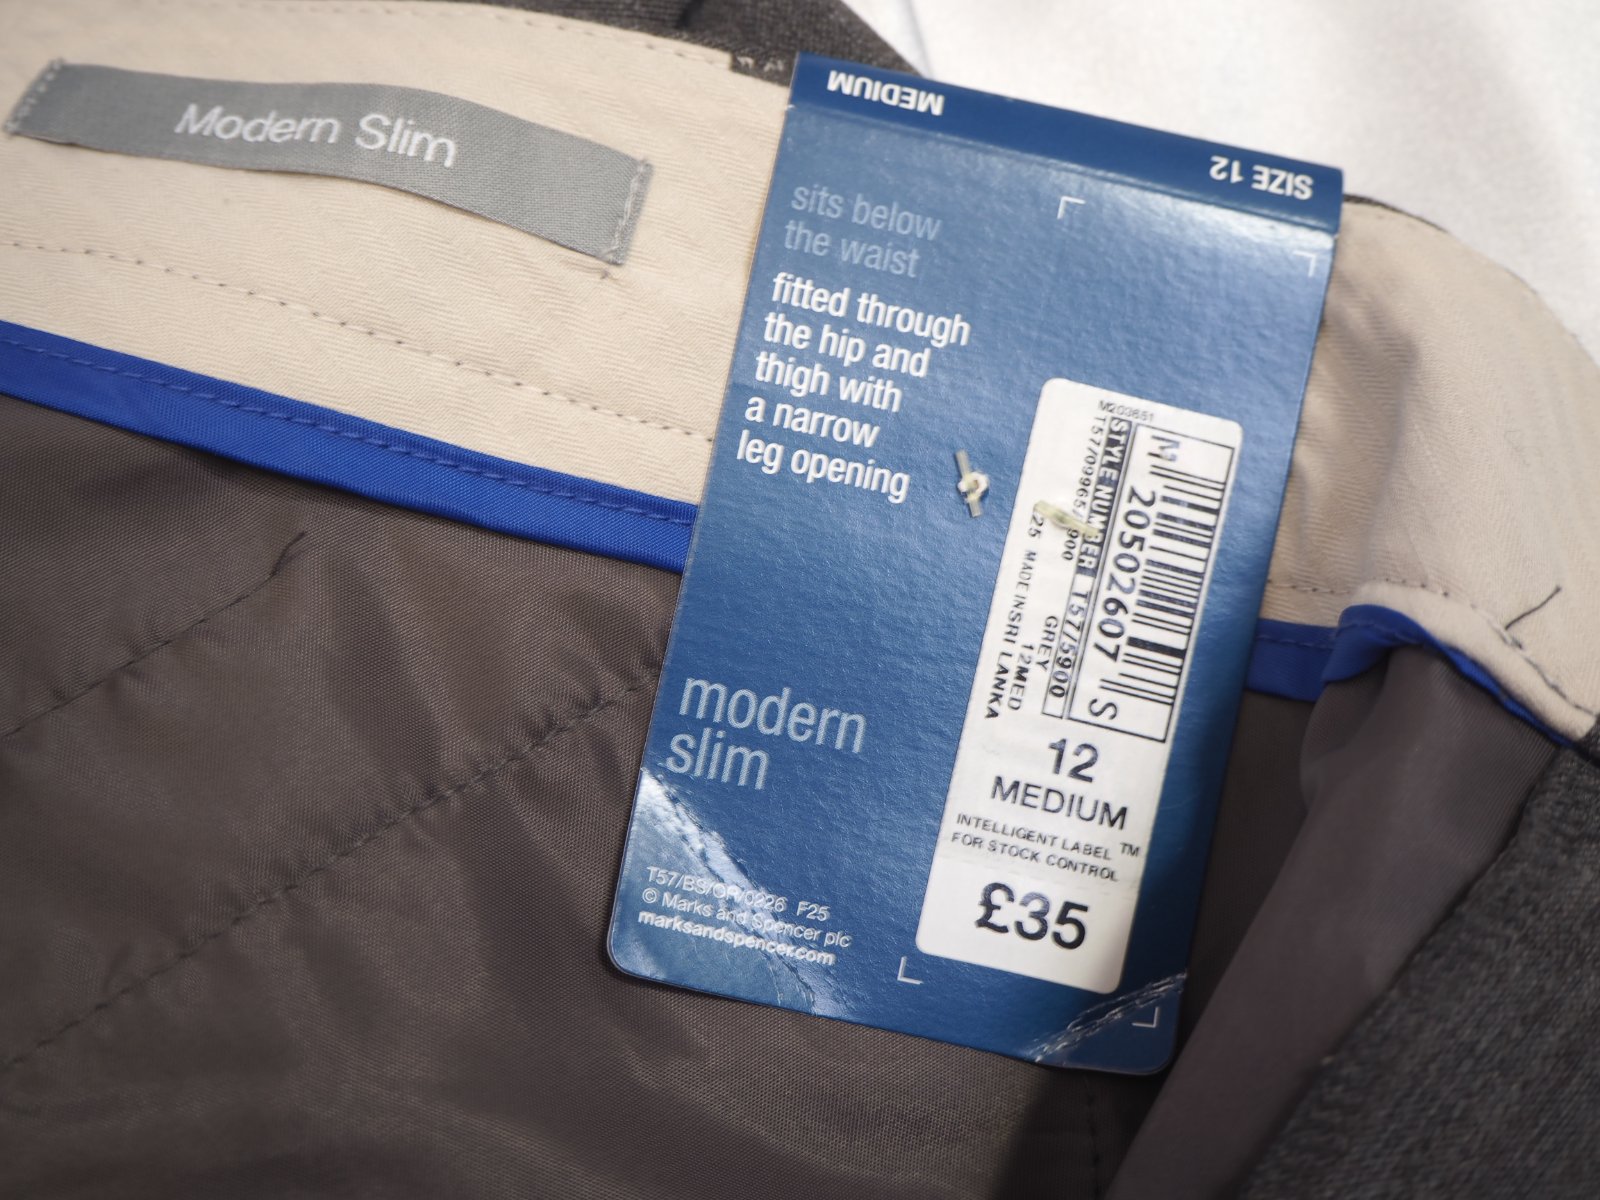 Modern Slim
MEDIUM
SIZE 12
sits below
the waist
fitted through
the hip and
thigh with
a narrow
leg opening
modern
slim
T57/BS/OR/0226 F25
© Marks and Spencer plc
marksandspencer.com
M203651
STYLE NUMBER T57/5900
GREY
12MED
MADE IN SRI LANKA
20502607
S
12
MEDIUM
INTELLIGENT LABEL ™
FOR STOCK CONTROL
£35